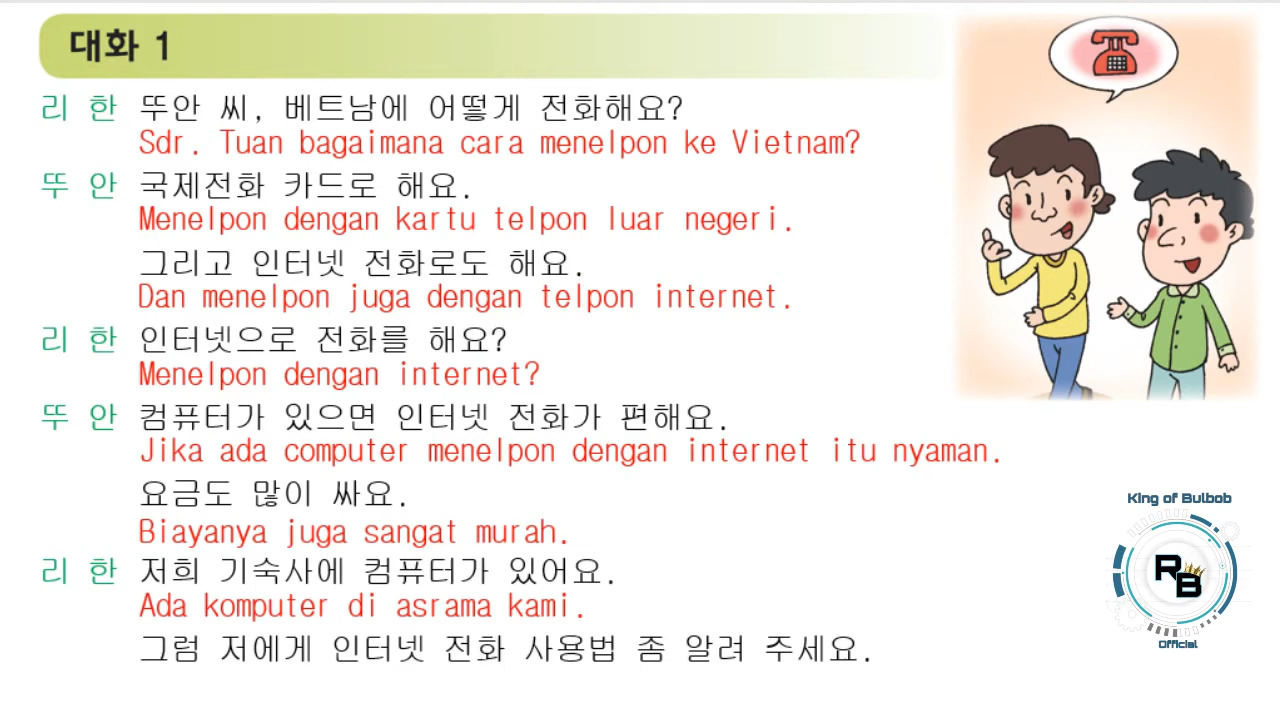 대화 1
리 한 뚜안 씨, 베트남에 어떻게 전화해요?
Sdr. Tuan bagaimana cara menelpon ke Vietnam?
뚜 안 국제전화 카드로 해요.
Menelpon dengan kartu telpon luar negeri.
그리고 인터넷 전화로도 해요.
Dan menelpon juga dengan telpon internet.
리 한 인터넷으로 전화를 해요?
Menelpon dengan internet?
뚜 안 컴퓨터가 있으면 인터넷 전화가 편해요.
Jika ada computer menelpon dengan internet itu nyaman.
요금도 많이 싸요.
Biayanya juga sangat murah.
리 한 저희 기숙사에 컴퓨터가 있어요.
Ada komputer di asrama kami.
그럼 저에게 인터넷 전화 사용법 좀 알려 주세요.
King of Bulbob
RB
Official